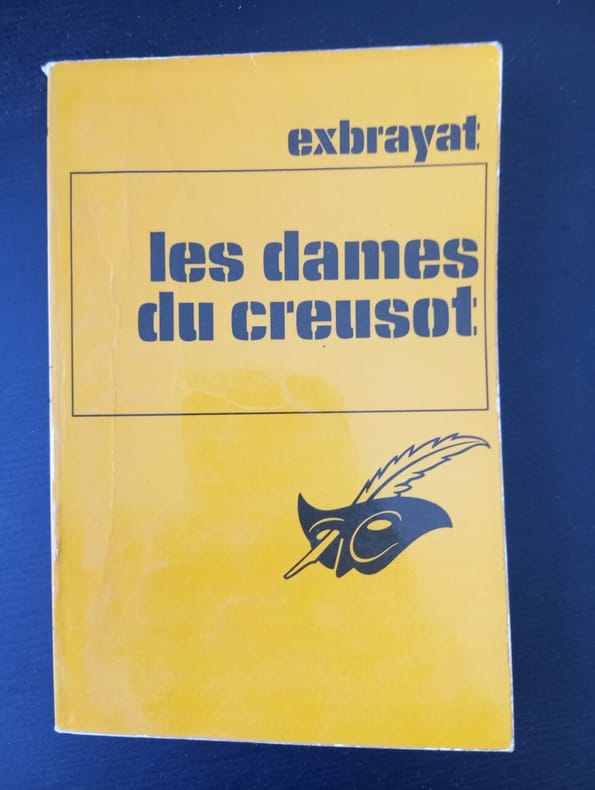 exbrayat
les dames
du creusot